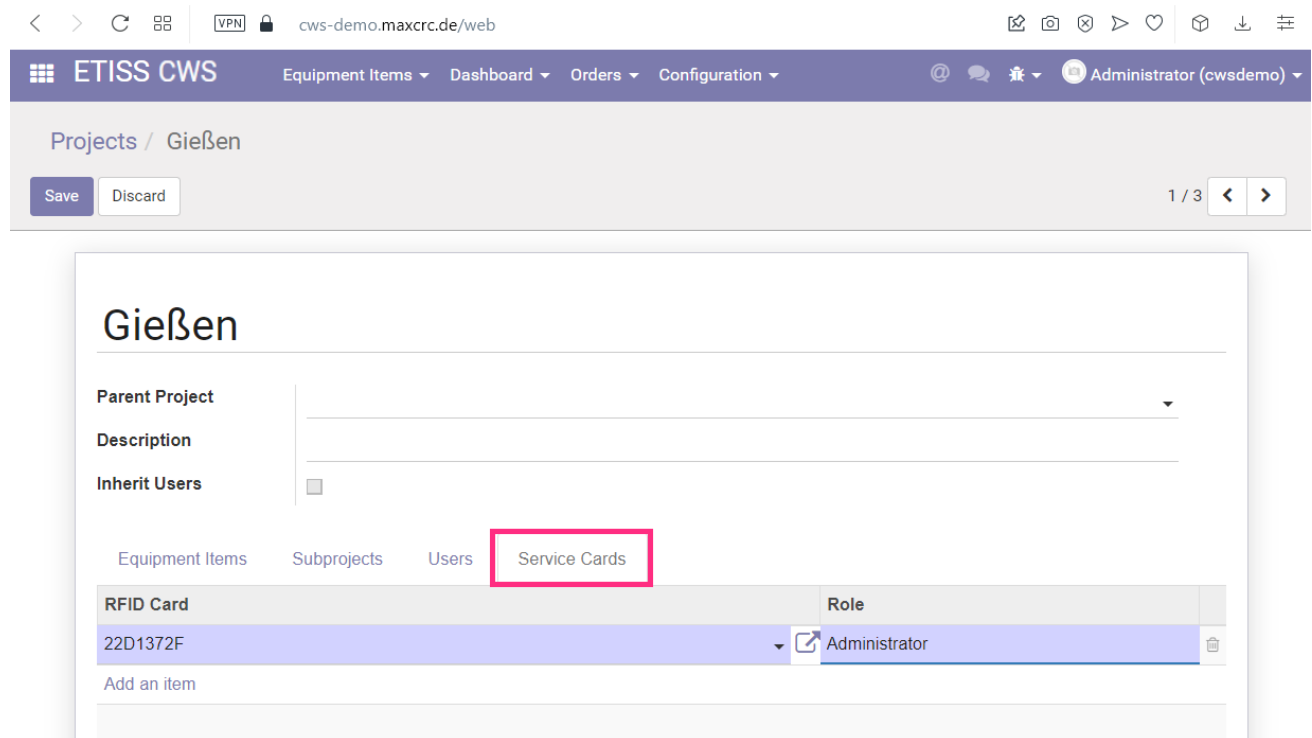 VPN cws-demo.maxcrc.de/web
ETISS CWS Equipment Items Dashboard Orders Configuration @ Administrator (cwsdemo)
Projects / Gießen
Save Discard 1 / 3
Gießen
Parent Project
Description
Inherit Users
Equipment Items Subprojects Users Service Cards
RFID Card Role
22D1372F Administrator
Add an item